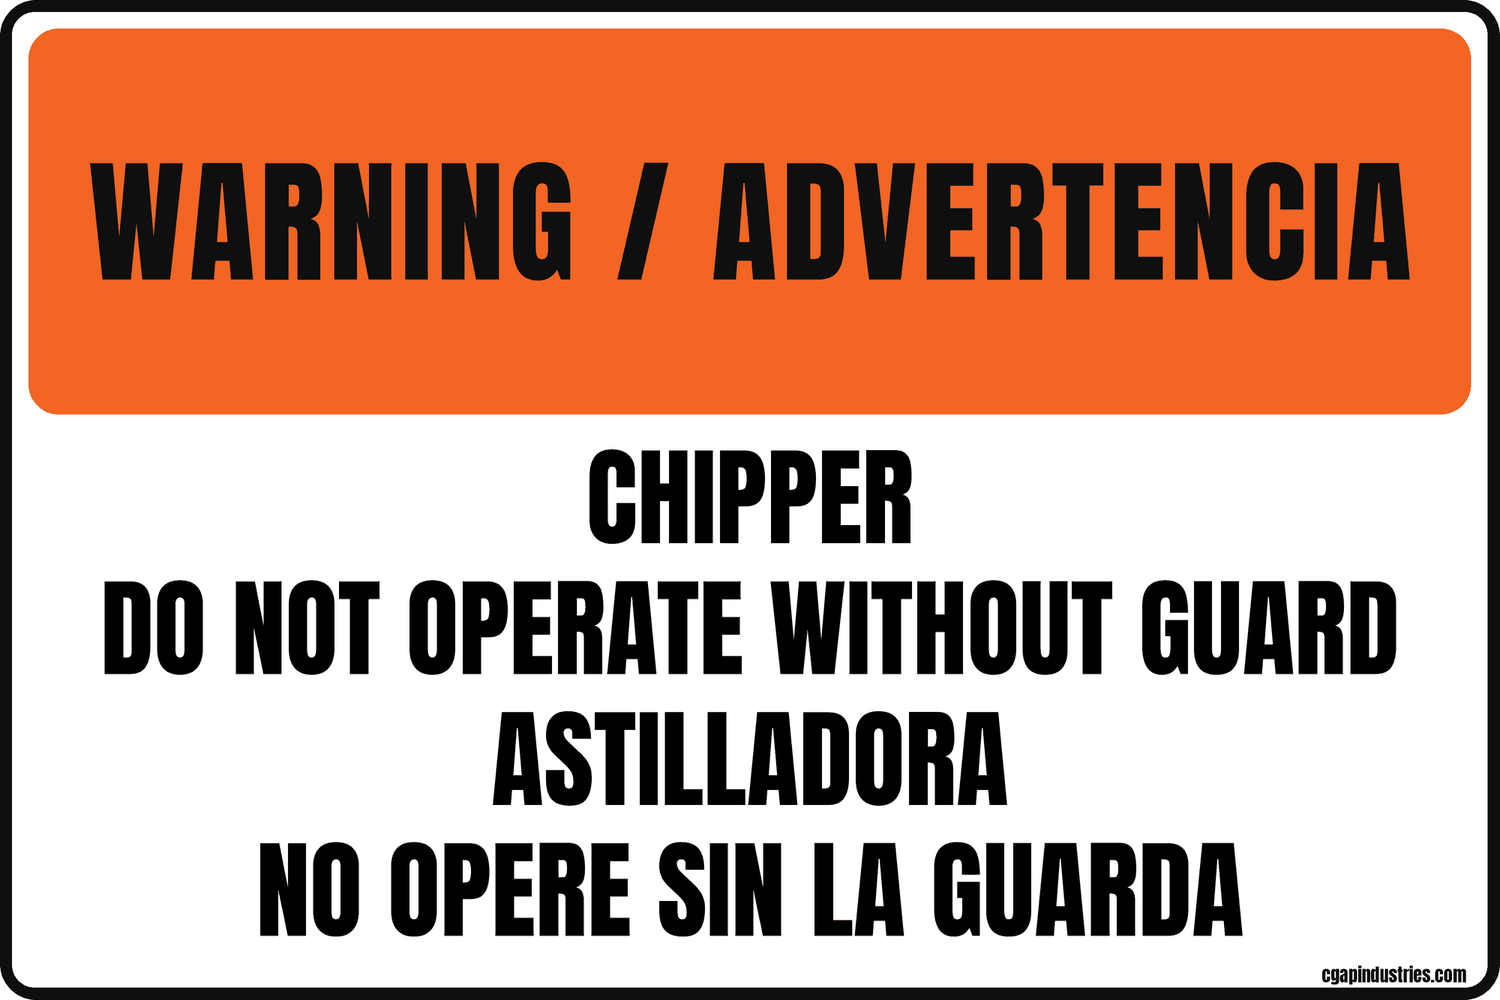 WARNING / ADVERTENCIA
CHIPPER
DO NOT OPERATE WITHOUT GUARD
ASTILLADORA
NO OPERE SIN LA GUARDA
cgapindustries.com